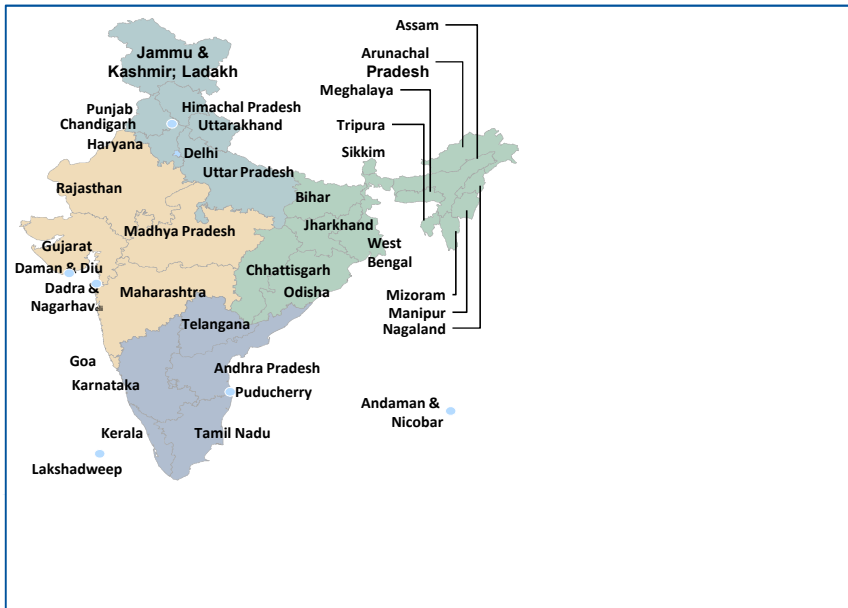 Assam
Jammu &
Kashmir; Ladakh
Arunachal
Pradesh
Meghalaya
Punjab
Himachal Pradesh
Chandigarh
Uttarakhand
Tripura
Haryana
Delhi
Sikkim
Uttar Pradesh
Rajasthan
Bihar
Jharkhand
Madhya Pradesh
West
Bengal
Gujarat
Daman & Diu
Chhattisgarh
Dadra &
Nagarhav.
Maharashtra
Odisha
Mizoram
Manipur
Nagaland
Telangana
Goa
Andhra Pradesh
Karnataka
Puducherry
Andaman &
Nicobar
Kerala
Tamil Nadu
Lakshadweep